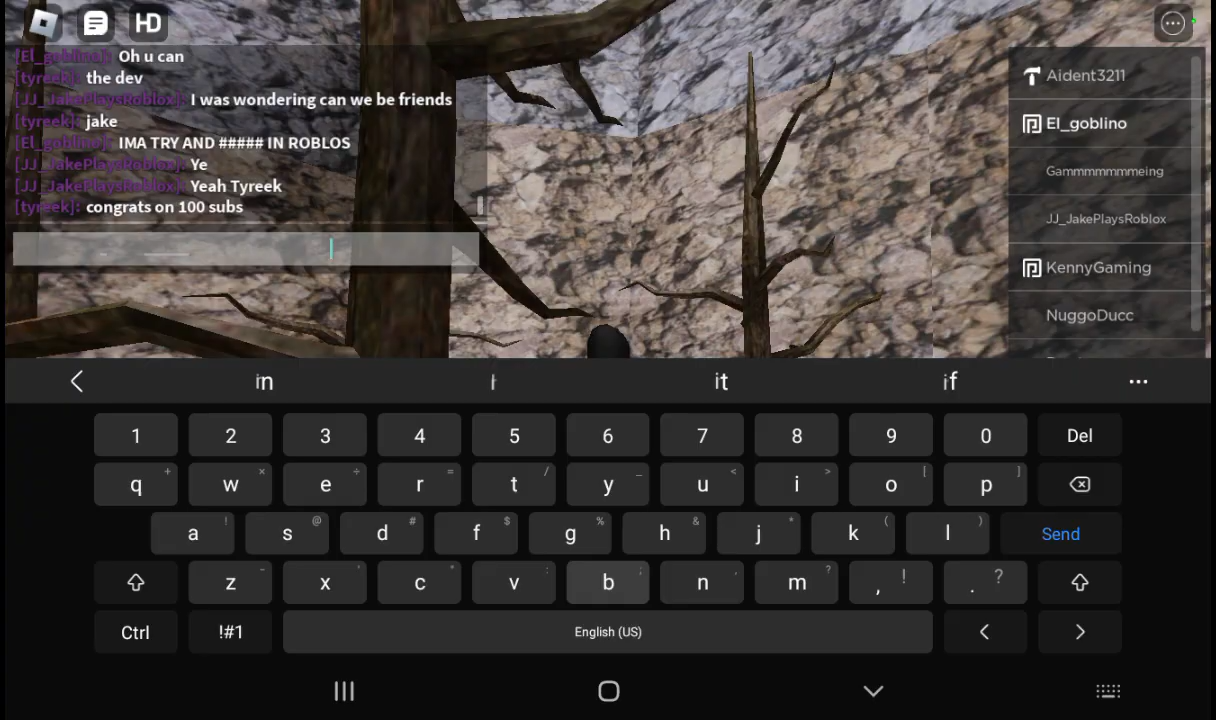 HD
[El_goblino]: Oh u can
[tyreek]: the dev
[JJ_JakePlaysRoblox]: I was wondering can we be friends
[tyreek]: jake
[El_goblino]: IMA TRY AND ##### IN ROBLOS
[JJ_JakePlaysRoblox]: Ye
[JJ_JakePlaysRoblox]: Yeah Tyreek
[tyreek]: congrats on 100 subs
Aident3211
El_goblino
Gammmmmmmeing
JJ_JakePlaysRoblox
KennyGaming
NuggoDucc
in it if
1 2 3 4 5 6 7 8 9 0 Del
q + w × e ÷ r = t / y _ u < i > o [ p ]
a ! s @ d # f $ g % h & j * k ( l ) Send
z - x ' c " v : b ; n , m ? , ! . ?
Ctrl !#1 English (US) < >